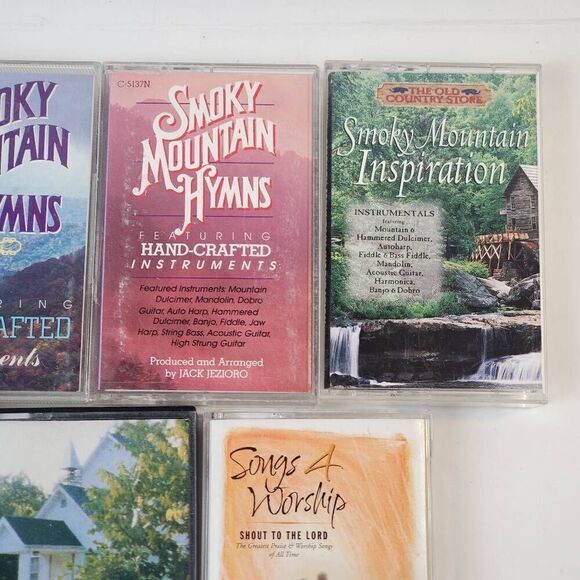 OKY
NTAIN
YMNS
RING
CRAFTED
ents
C-5137N
SMOKY
MOUNTAIN
HYMNS
FEATURING
HAND-CRAFTED
INSTRUMENTS
Featured Instruments: Mountain
Dulcimer, Mandolin, Dobro
Guitar, Auto Harp, Hammered
Dulcimer, Banjo, Fiddle, Jaw
Harp, String Bass, Acoustic Guitar,
High Strung Guitar
Produced and Arranged
by JACK JEZIORO
THE OLD
COUNTRY STORE
Smoky Mountain
Inspiration
INSTRUMENTALS
featuring
Mountain &
Hammered Dulcimer,
Autoharp,
Fiddle & Bass Fiddle,
Mandolin,
Acoustic Guitar,
Harmonica,
Banjo & Dobro
Songs 4
Worship
SHOUT TO THE LORD
The Greatest Praise & Worship Songs
of All Time